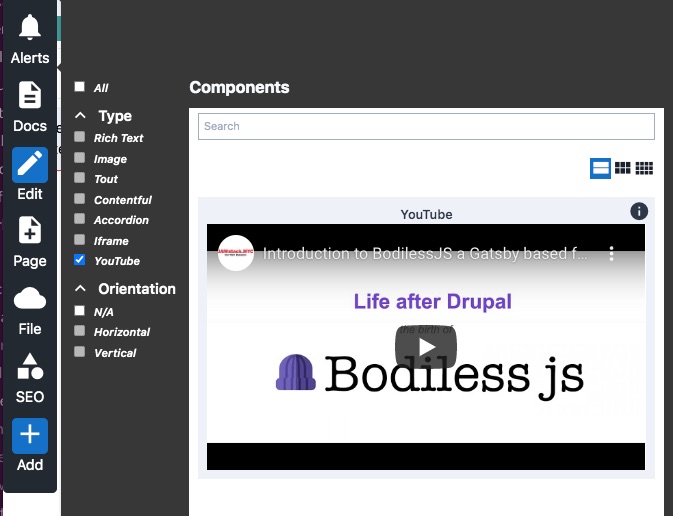 Alerts
Docs
Edit
Page
File
SEO
Add
All
Type
Rich Text
Image
Tout
Contentful
Accordion
Iframe
YouTube
Orientation
N/A
Horizontal
Vertical
Components
Search
YouTube
Introduction to BodilessJS a Gatsby based f...
Life after Drupal
the birth of
Bodiless js